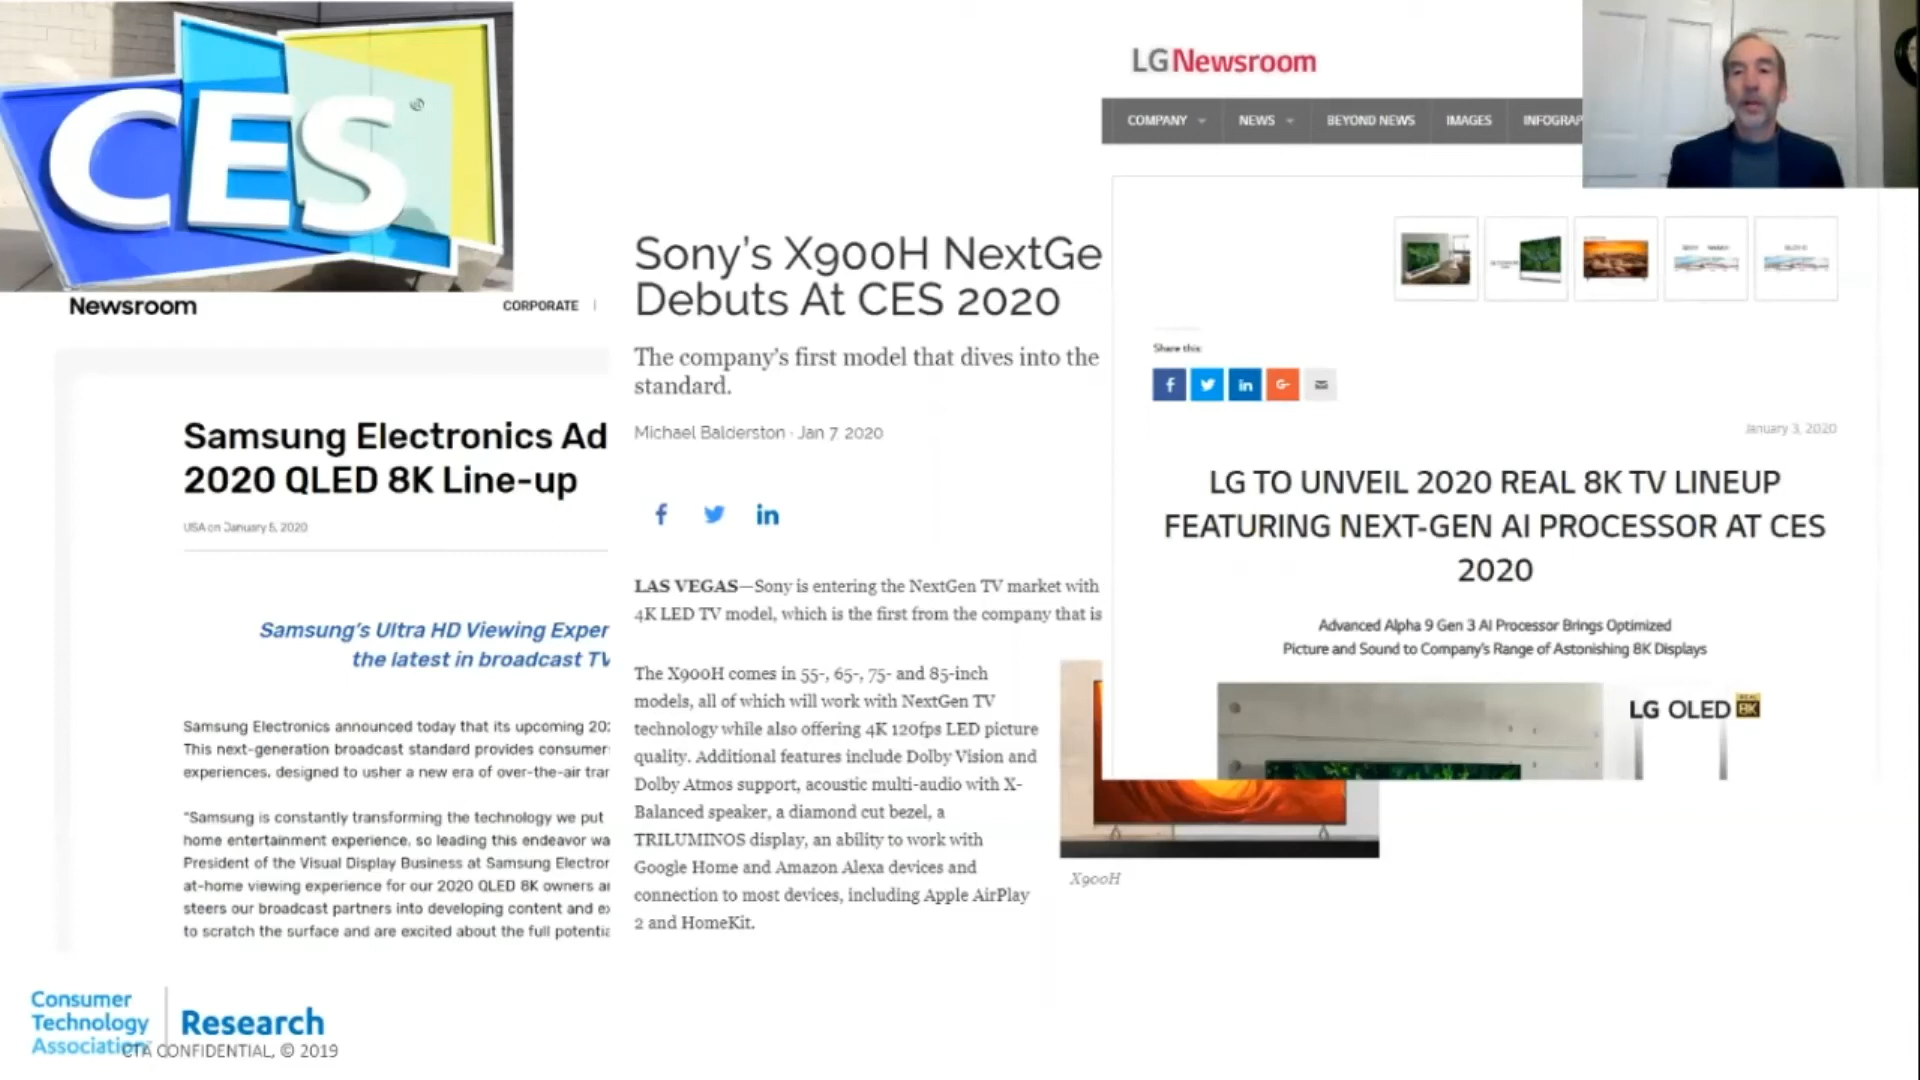 CES
Newsroom
CORPORATE
Samsung Electronics Ad
2020 QLED 8K Line-up
USA on January 5, 2020
Samsung's Ultra HD Viewing Exper
the latest in broadcast TV
Samsung Electronics announced today that its upcoming 20
This next-generation broadcast standard provides consumer
experiences, designed to usher a new era of over-the-air trar
“Samsung is constantly transforming the technology we put
home entertainment experience, so leading this endeavor wa
President of the Visual Display Business at Samsung Electror
at-home viewing experience for our 2020 QLED 8K owners ar
steers our broadcast partners into developing content and ex
to scratch the surface and are excited about the full potentia
Sony's X900H NextGe
Debuts At CES 2020
The company's first model that dives into the
standard.
Michael Balderston · Jan 7, 2020
LAS VEGAS—Sony is entering the NextGen TV market with
4K LED TV model, which is the first from the company that is
The X900H comes in 55-, 65-, 75- and 85-inch
models, all of which will work with NextGen TV
technology while also offering 4K 120fps LED picture
quality. Additional features include Dolby Vision and
Dolby Atmos support, acoustic multi-audio with X-
Balanced speaker, a diamond cut bezel, a
TRILUMINOS display, an ability to work with
Google Home and Amazon Alexa devices and
connection to most devices, including Apple AirPlay
2 and HomeKit.
X900H
LG Newsroom
COMPANY NEWS BEYOND NEWS IMAGES INFOGRAP
Share this:
January 3, 2020
LG TO UNVEIL 2020 REAL 8K TV LINEUP
FEATURING NEXT-GEN AI PROCESSOR AT CES
2020
Advanced Alpha 9 Gen 3 AI Processor Brings Optimized
Picture and Sound to Company's Range of Astonishing 8K Displays
LG OLED REAL 8K
Consumer
Technology
Association
Research
CTA CONFIDENTIAL, © 2019